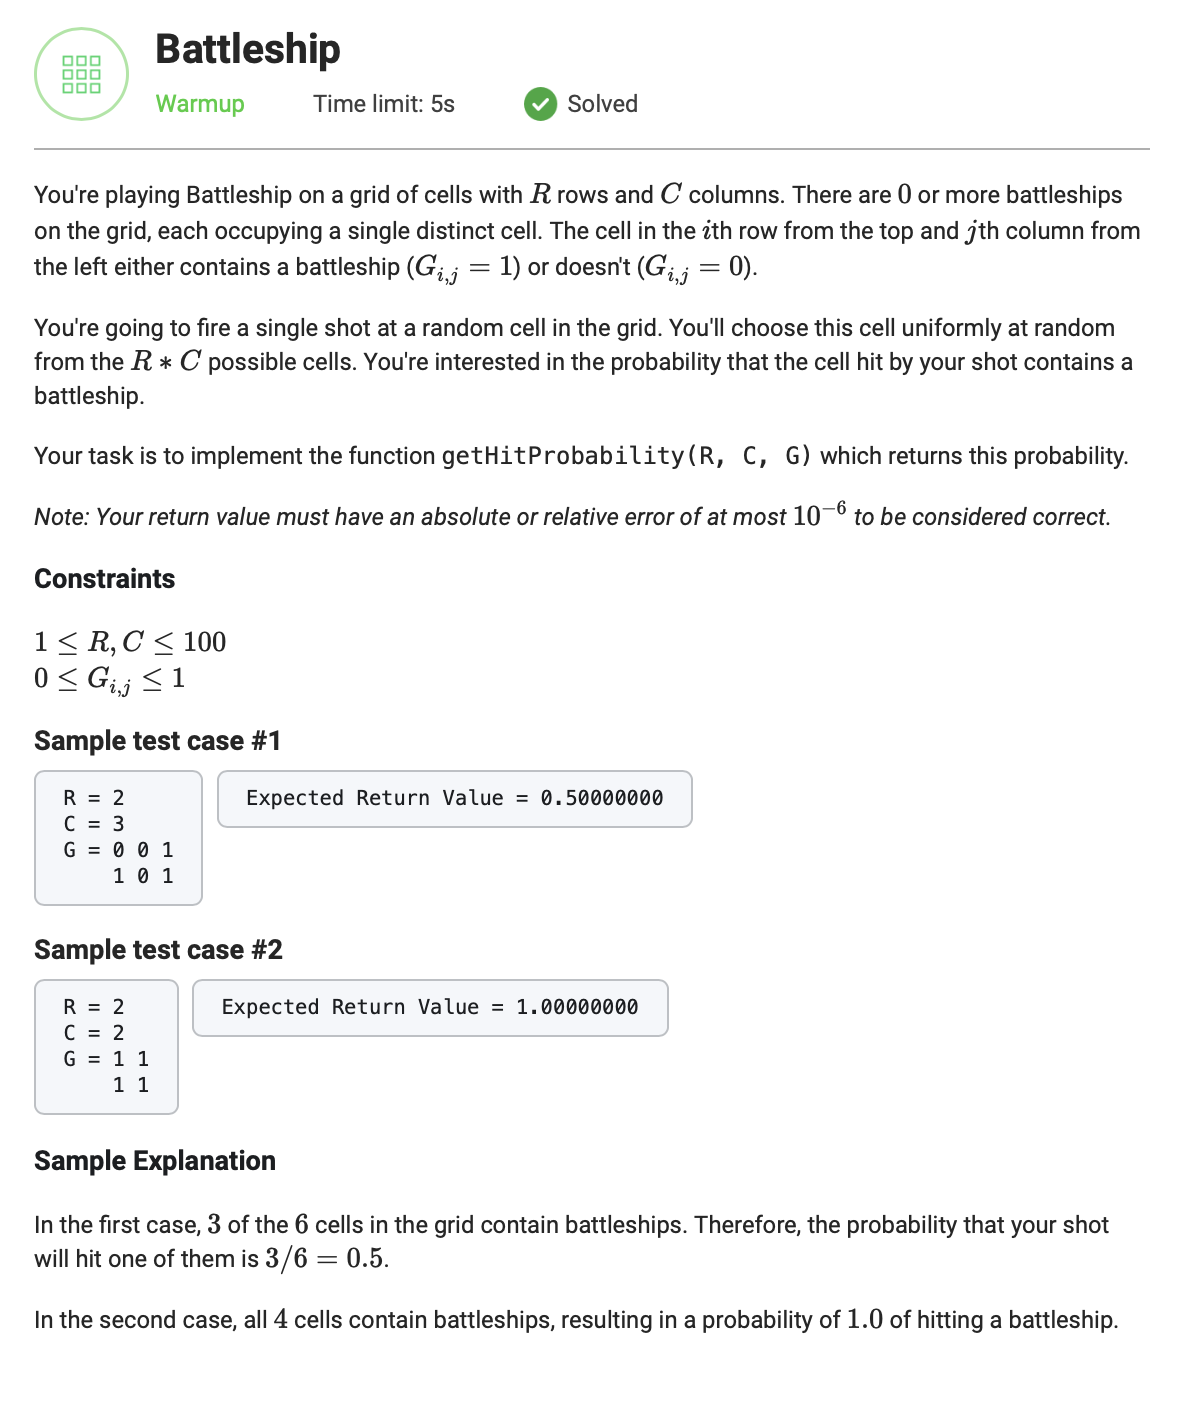 Battleship
Warmup Time limit: 5s Solved
You're playing Battleship on a grid of cells with R rows and C columns. There are 0 or more battleships
on the grid, each occupying a single distinct cell. The cell in the ith row from the top and jth column from
the left either contains a battleship (G_{i,j} = 1) or doesn't (G_{i,j} = 0).
You're going to fire a single shot at a random cell in the grid. You'll choose this cell uniformly at random
from the R * C possible cells. You're interested in the probability that the cell hit by your shot contains a
battleship.
Your task is to implement the function getHitProbability(R, C, G) which returns this probability.
Note: Your return value must have an absolute or relative error of at most 10^{-6} to be considered correct.
Constraints
1 ≤ R, C ≤ 100
0 ≤ G_{i,j} ≤ 1
Sample test case #1
R = 2
C = 3
G = 0 0 1
1 0 1
Expected Return Value = 0.50000000
Sample test case #2
R = 2
C = 2
G = 1 1
1 1
Expected Return Value = 1.00000000
Sample Explanation
In the first case, 3 of the 6 cells in the grid contain battleships. Therefore, the probability that your shot
will hit one of them is 3/6 = 0.5.
In the second case, all 4 cells contain battleships, resulting in a probability of 1.0 of hitting a battleship.